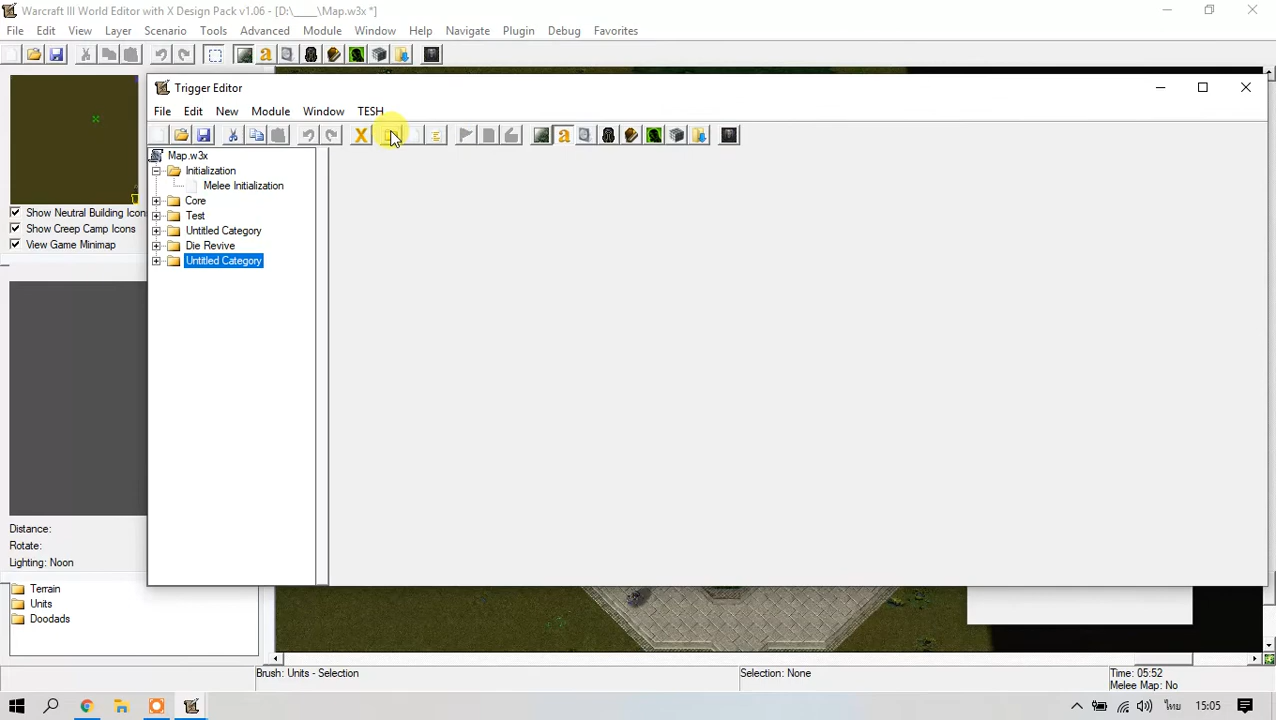 Warcraft III World Editor with X Design Pack v1.06 - [D:\____\Map.w3x *]
File Edit View Layer Scenario Tools Advanced Module Window Help Navigate Plugin Debug Favorites
Trigger Editor
File Edit New Module Window TESH
Map.w3x
Initialization
Melee Initialization
Core
Test
Untitled Category
Die Revive
Untitled Category
Show Neutral Building Icon
Show Creep Camp Icons
View Game Minimap
Distance:
Rotate:
Lighting: Noon
Terrain
Units
Doodads
Brush: Units - Selection
Selection: None
Time: 05:52
Melee Map: No
ไทย
15:05